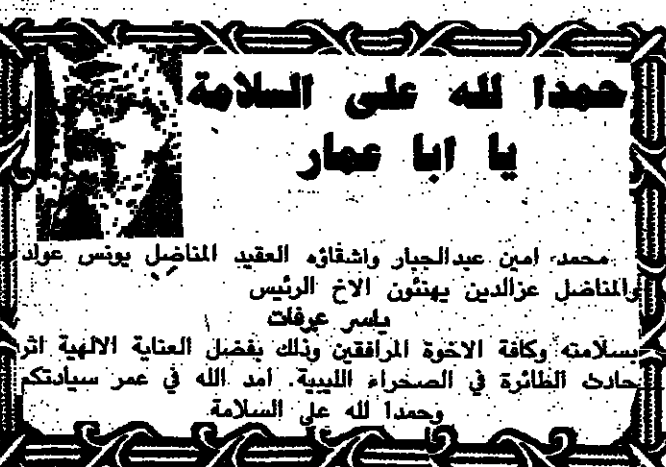 حمدا لله على السلامة
يا ابا عمار
محمد امين عبدالجبار واشقاؤه العقيد المناضل يونس عواد
والمناضل عزالدين يهنئون الاخ الرئيس
ياسر عرفات
بسلامته وكافة الاخوة المرافقين وذلك بفضل العناية الالهية اثر
حادث الطائرة في الصحراء الليبية. امد الله في عمر سيادتكم
وحمدا لله على السلامة